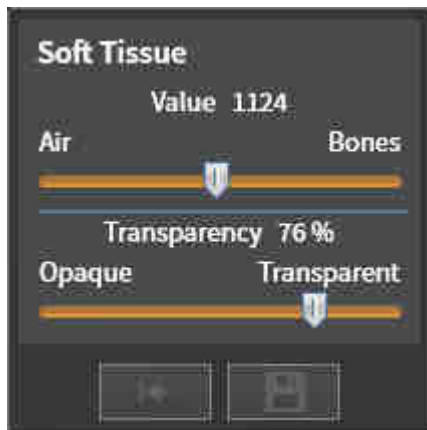 Soft Tissue
Value 1124
Air Bones
Transparency 76 %
Opaque Transparent